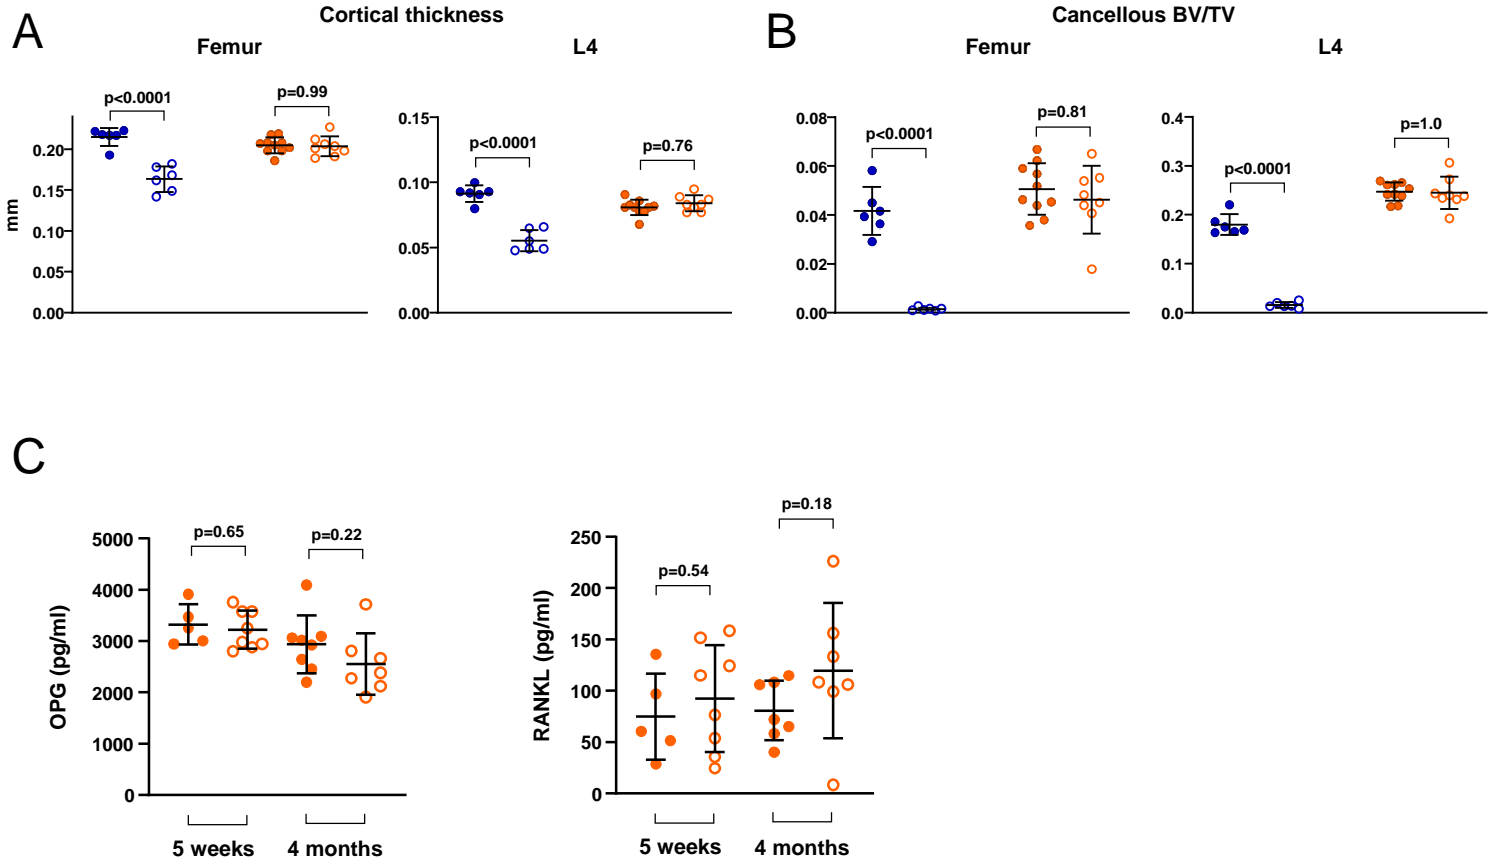 A
Cortical thickness
Femur
L4
mm
0.20
0.15
0.10
0.05
0.00
p<0.0001
p=0.99
0.15
0.10
0.05
0.00
p<0.0001
p=0.76
B
Cancellous BV/TV
Femur
L4
0.08
0.06
0.04
0.02
0.00
p<0.0001
p=0.81
0.4
0.3
0.2
0.1
0.0
p<0.0001
p=1.0
C
OPG (pg/ml)
5000
4000
3000
2000
1000
0
p=0.65
p=0.22
5 weeks
4 months
RANKL (pg/ml)
250
200
150
100
50
0
p=0.54
p=0.18
5 weeks
4 months